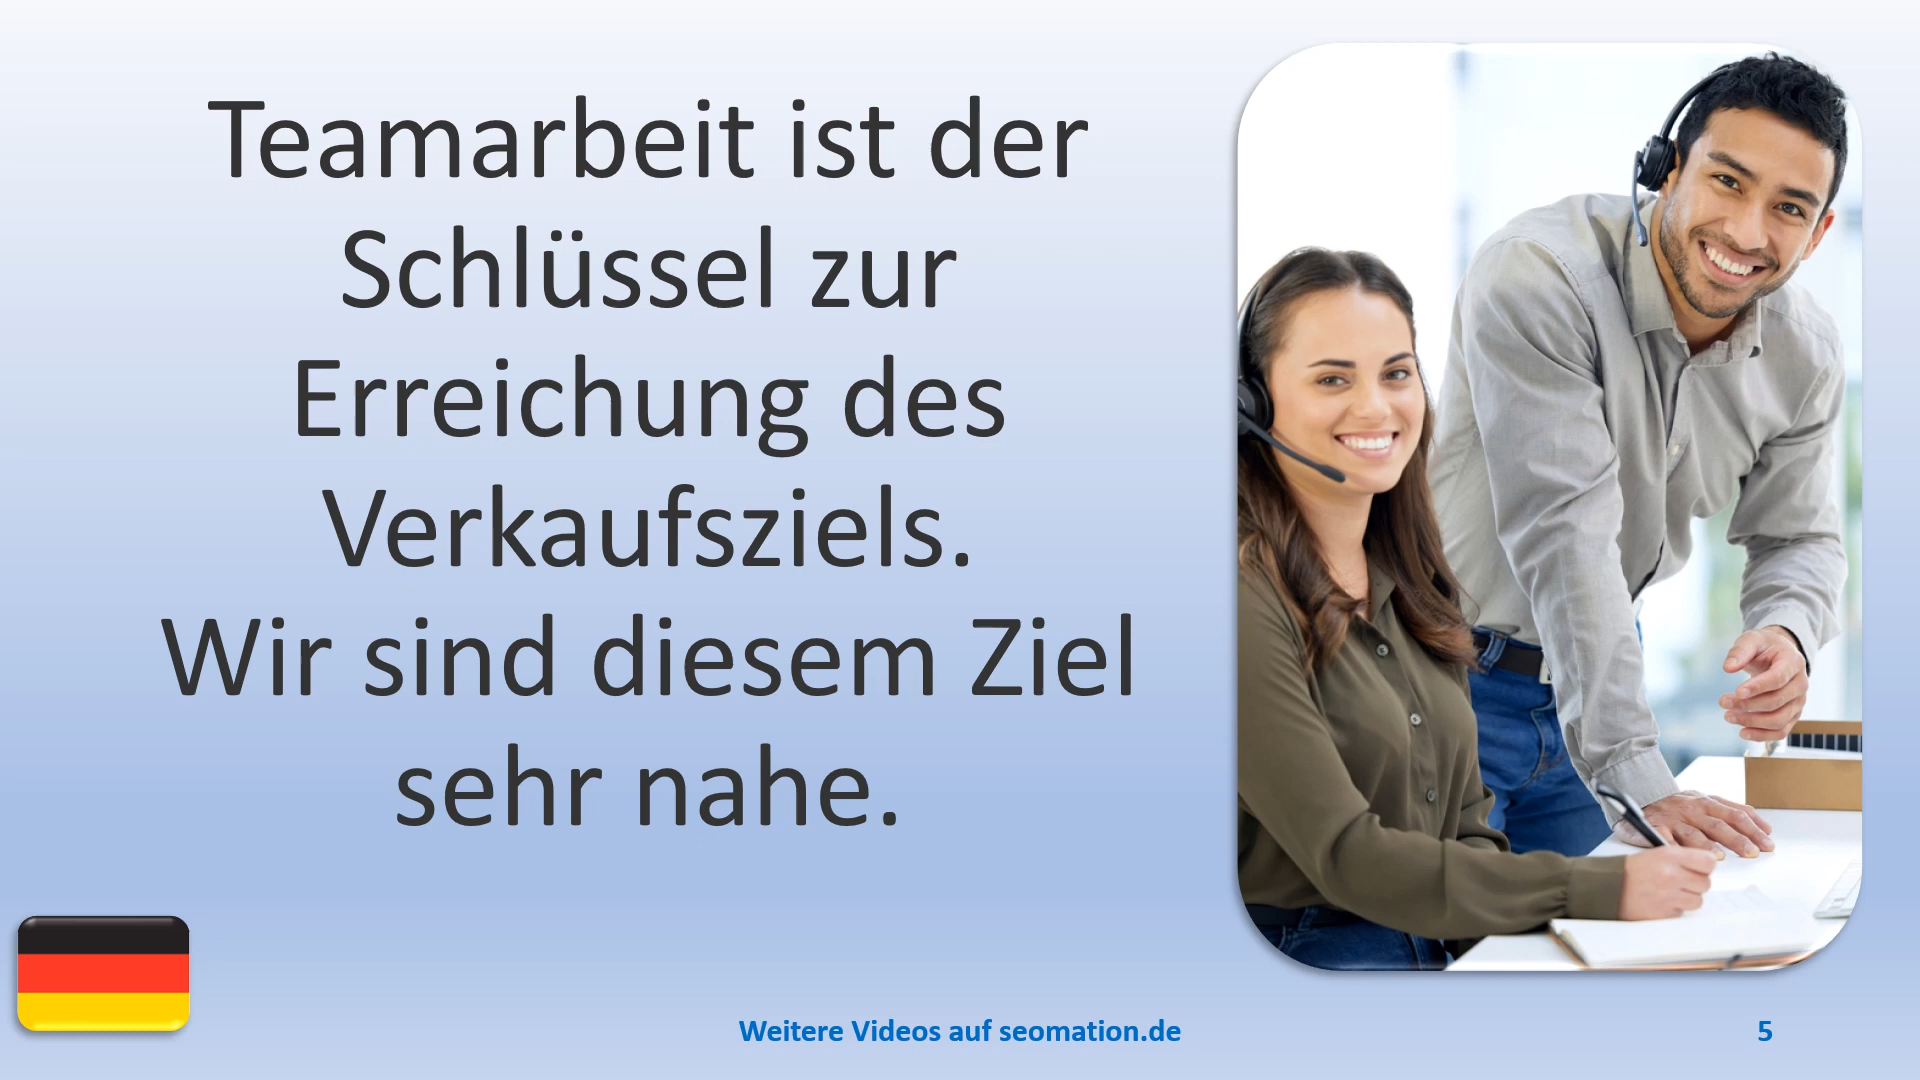 Teamarbeit ist der
Schlüssel zur
Erreichung des
Verkaufsziels.
Wir sind diesem Ziel
sehr nahe.
Weitere Videos auf seomation.de
5